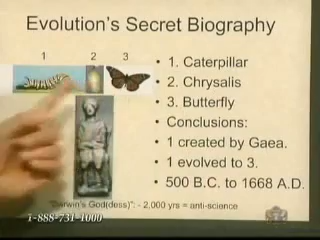 Evolution's Secret Biography
1 2 3
• 1. Caterpillar
• 2. Chrysalis
• 3. Butterfly
• Conclusions:
• 1 created by Gaea.
• 1 evolved to 3.
• 500 B.C. to 1668 A.D.
"Darwin's God(dess)": - 2,000 yrs = anti-science
1-888-731-1000